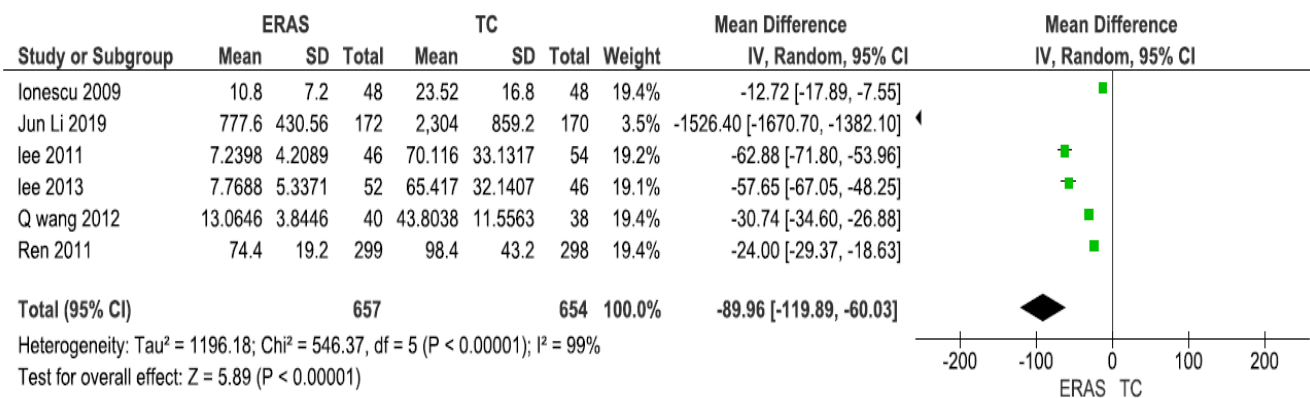 ERAS TC Mean Difference Mean Difference
Study or Subgroup Mean SD Total Mean SD Total Weight IV, Random, 95% CI IV, Random, 95% CI
Ionescu 2009 10.8 7.2 48 23.52 16.8 48 19.4% -12.72 [-17.89, -7.55]
Jun Li 2019 777.6 430.56 172 2,304 859.2 170 3.5% -1526.40 [-1670.70, -1382.10]
lee 2011 7.2398 4.2089 46 70.116 33.1317 54 19.2% -62.88 [-71.80, -53.96]
lee 2013 7.7688 5.3371 52 65.417 32.1407 46 19.1% -57.65 [-67.05, -48.25]
Q wang 2012 13.0646 3.8446 40 43.8038 11.5563 38 19.4% -30.74 [-34.60, -26.88]
Ren 2011 74.4 19.2 299 98.4 43.2 298 19.4% -24.00 [-29.37, -18.63]
Total (95% CI) 657 654 100.0% -89.96 [-119.89, -60.03]
Heterogeneity: Tau² = 1196.18; Chi² = 546.37, df = 5 (P < 0.00001); I² = 99%
Test for overall effect: Z = 5.89 (P < 0.00001)
-200 -100 0 100 200
ERAS TC